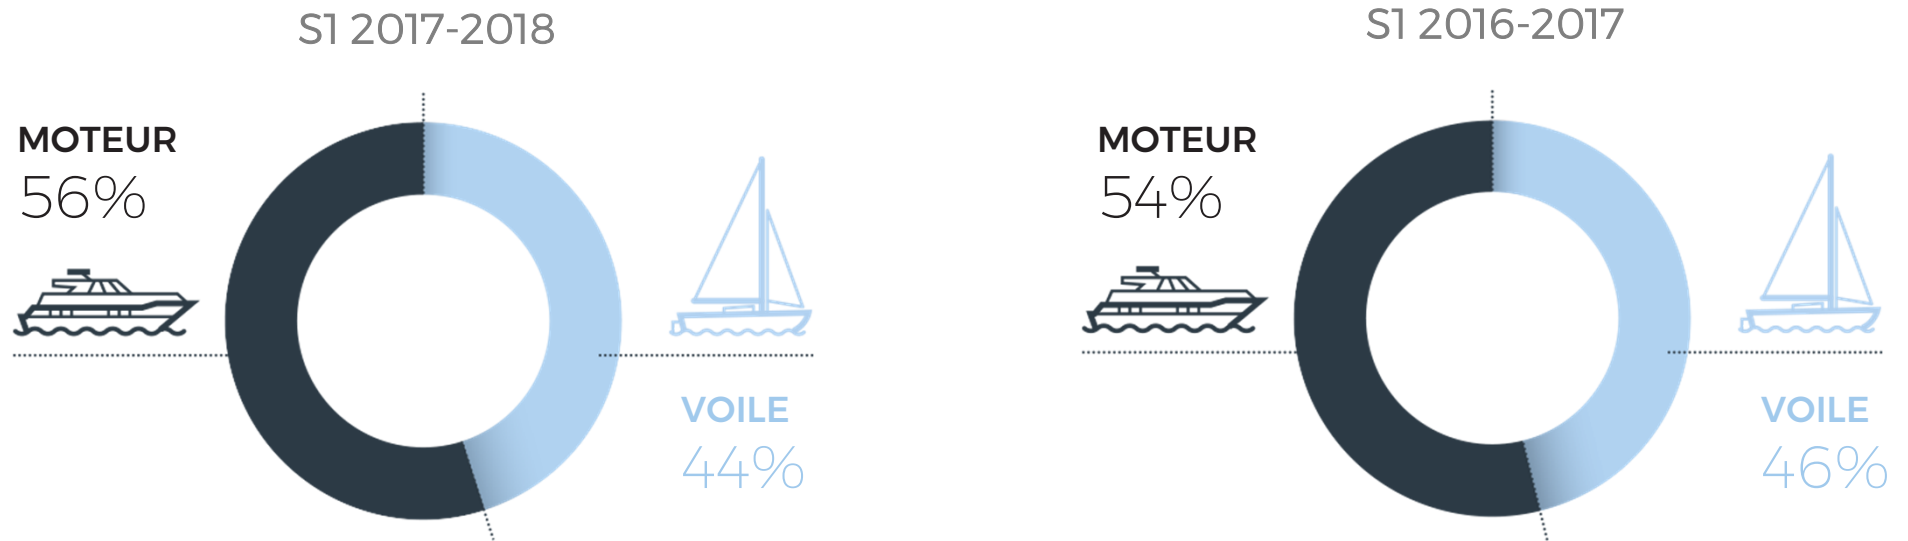 S1 2017-2018
MOTEUR
56%
VOILE
44%
S1 2016-2017
MOTEUR
54%
VOILE
46%